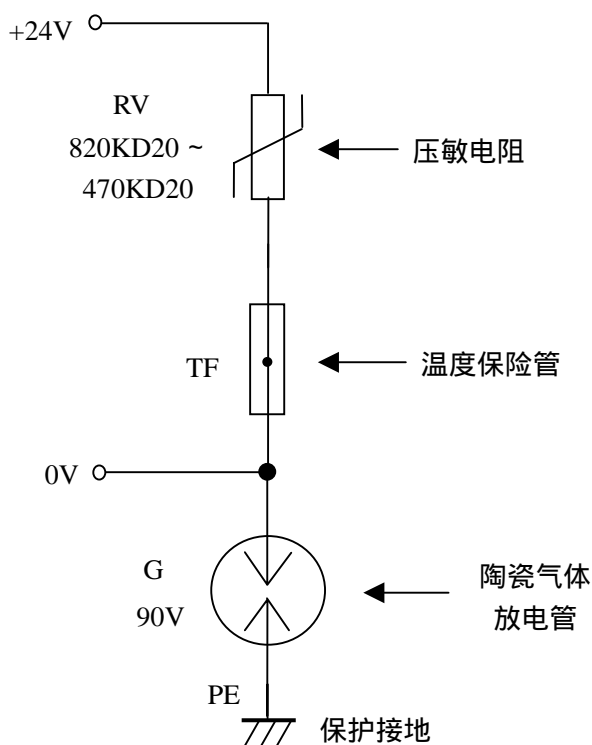 +24V
RV
820KD20 ~
470KD20
压敏电阻
TF
温度保险管
0V
G
90V
陶瓷气体
放电管
PE
保护接地